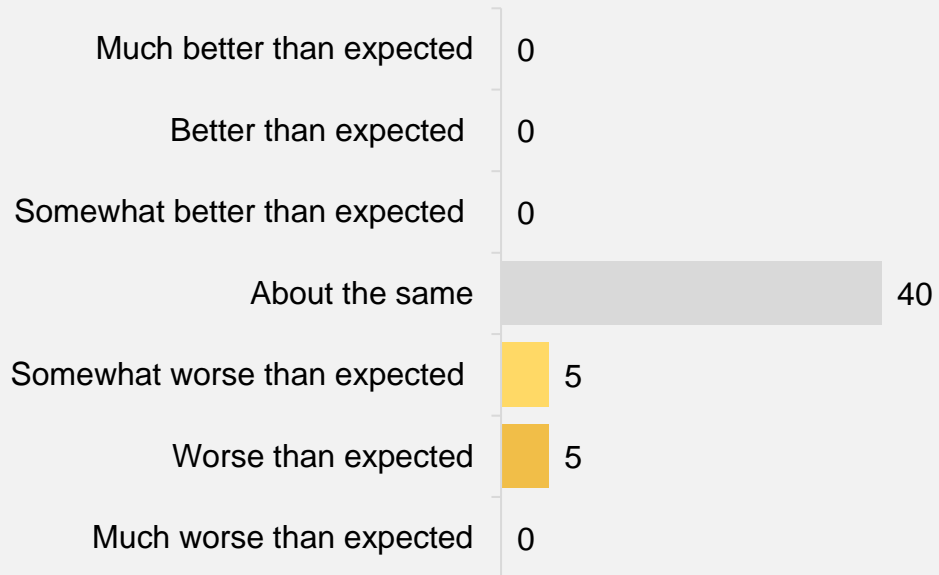 Much better than expected 0
Better than expected 0
Somewhat better than expected 0
About the same 40
Somewhat worse than expected 5
Worse than expected 5
Much worse than expected 0